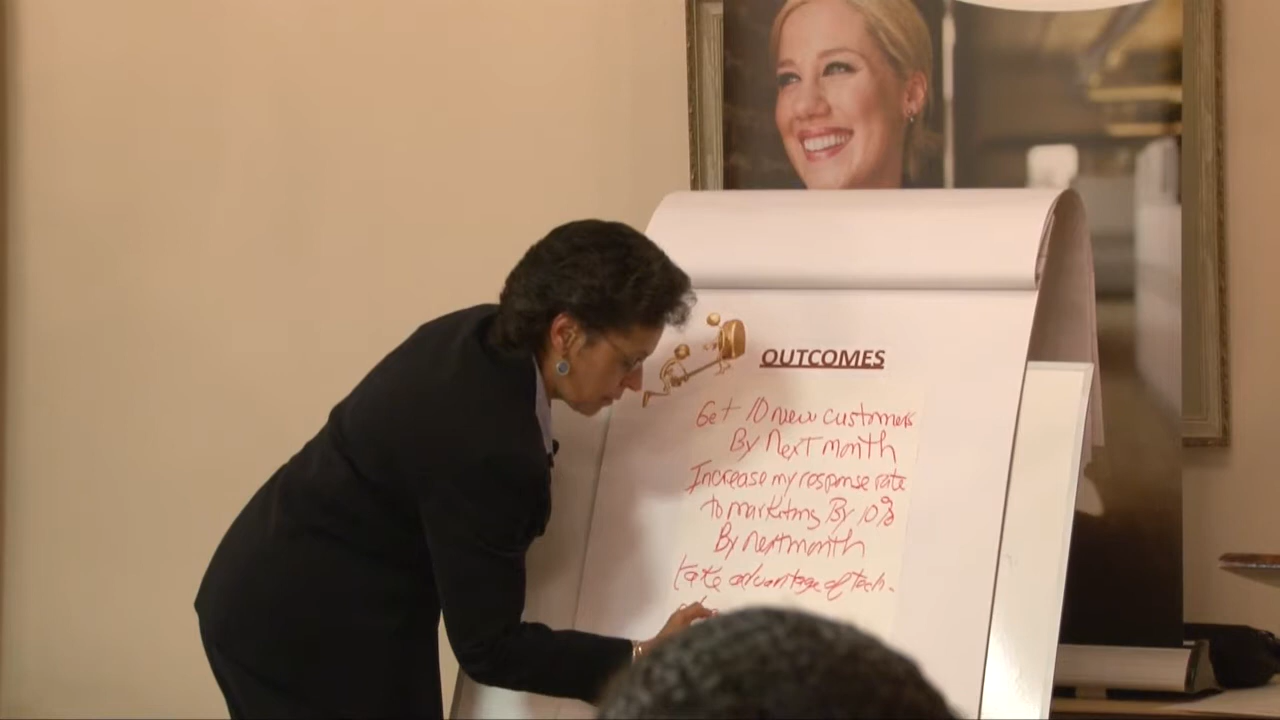 OUTCOMES
Get 10 new customers
By Next month
Increase my response rate
to marketing By 10%
By next month
take advantage of tech.